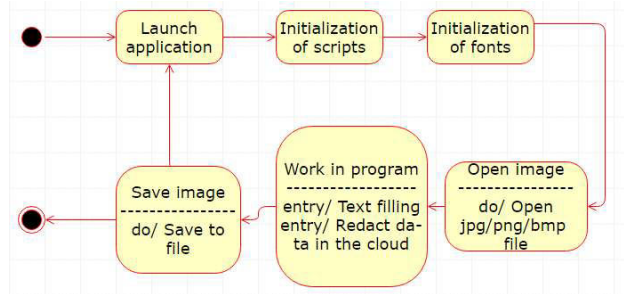 Launch
application
Initialization
of scripts
Initialization
of fonts
Save image
do/ Save to
file
Work in program
entry/ Text filling
entry/ Redact da-
ta in the cloud
Open image
do/ Open
jpg/png/bmp
file